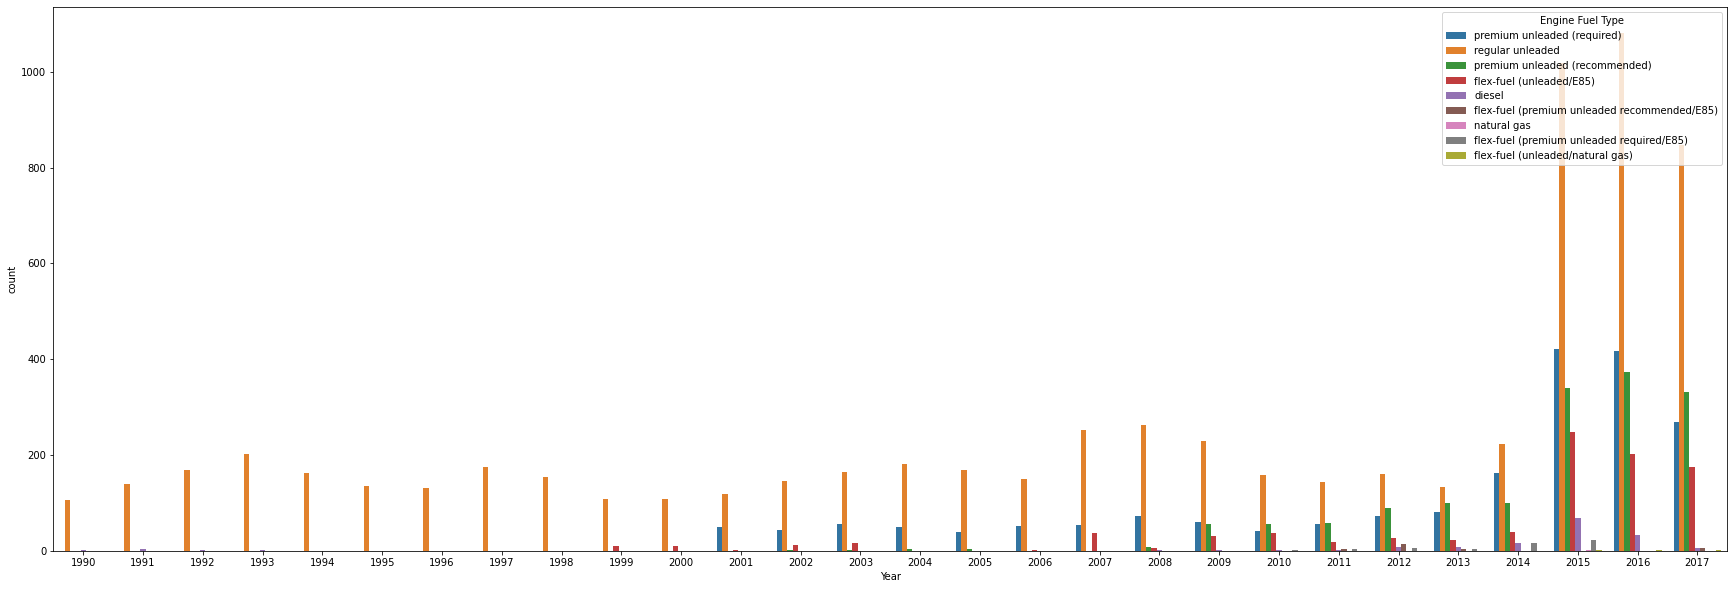 Engine Fuel Type
premium unleaded (required)
regular unleaded
premium unleaded (recommended)
flex-fuel (unleaded/E85)
diesel
flex-fuel (premium unleaded recommended/E85)
natural gas
flex-fuel (premium unleaded required/E85)
flex-fuel (unleaded/natural gas)
1000
800
600
400
200
0
count
1990 1991 1992 1993 1994 1995 1996 1997 1998 1999 2000 2001 2002 2003 2004 2005 2006 2007 2008 2009 2010 2011 2012 2013 2014 2015 2016 2017
Year